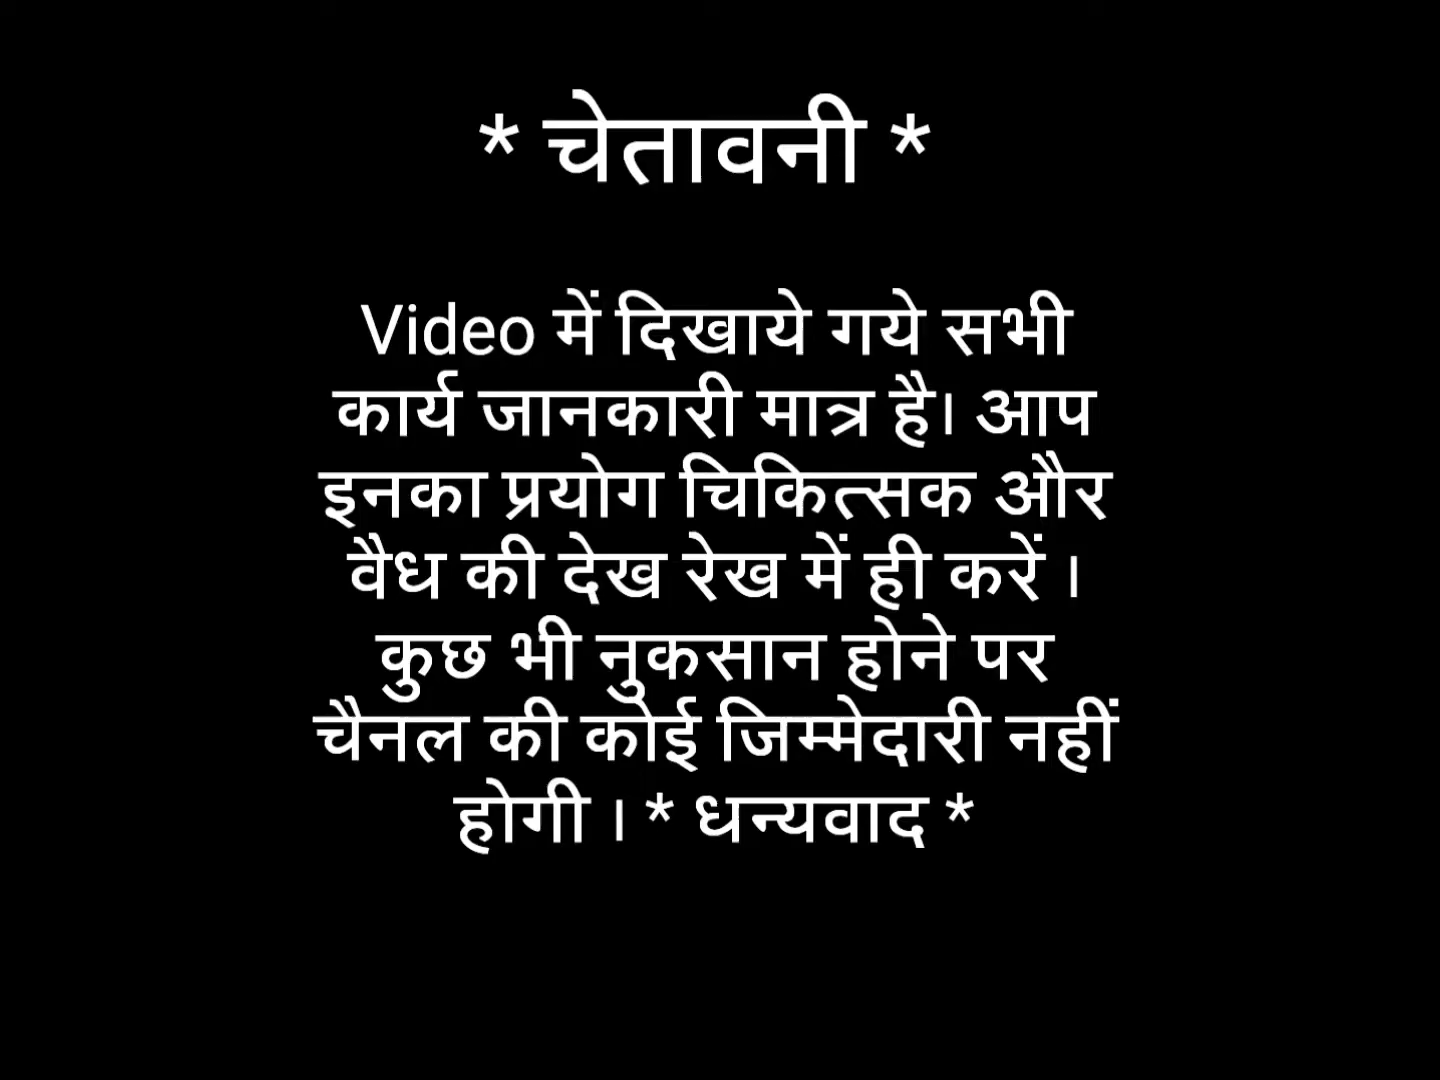 * चेतावनी *
Video में दिखाये गये सभी
कार्य जानकारी मात्र है। आप
इनका प्रयोग चिकित्सक और
वैध की देख रेख में ही करें ।
कुछ भी नुकसान होने पर
चैनल की कोई जिम्मेदारी नहीं
होगी । * धन्यवाद *